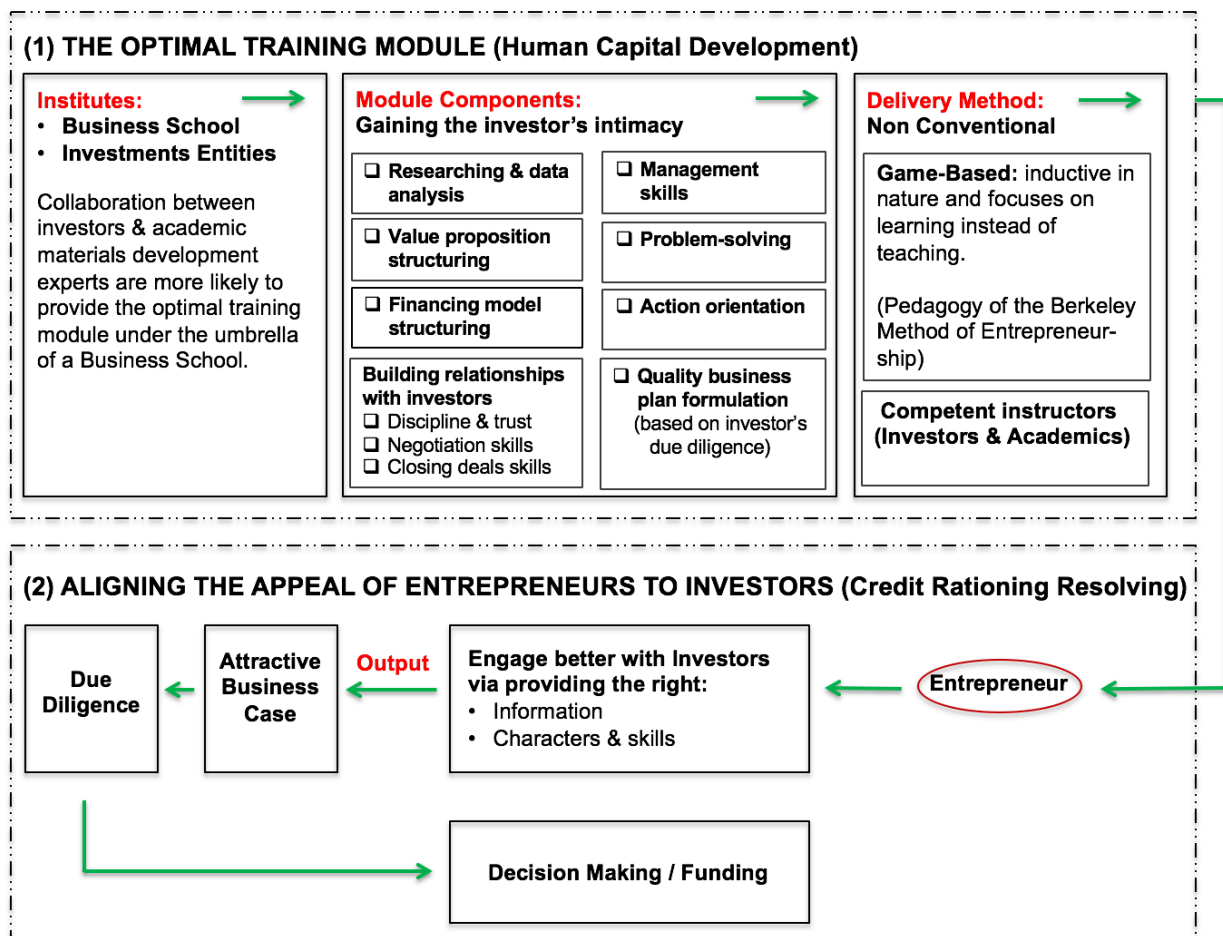 (1) THE OPTIMAL TRAINING MODULE (Human Capital Development)
Institutes:
• Business School
• Investments Entities
Collaboration between
investors & academic
materials development
experts are more likely to
provide the optimal training
module under the umbrella
of a Business School.
Module Components:
Gaining the investor's intimacy
❑ Researching & data
analysis
❑ Value proposition
structuring
❑ Financing model
structuring
Building relationships
with investors
❑ Discipline & trust
❑ Negotiation skills
❑ Closing deals skills
❑ Management
skills
❑ Problem-solving
❑ Action orientation
❑ Quality business
plan formulation
(based on investor's
due diligence)
Delivery Method:
Non Conventional
Game-Based: inductive in
nature and focuses on
learning instead of
teaching.
(Pedagogy of the Berkeley
Method of Entrepreneur-
ship)
Competent instructors
(Investors & Academics)
(2) ALIGNING THE APPEAL OF ENTREPRENEURS TO INVESTORS (Credit Rationing Resolving)
Due
Diligence
Attractive
Business
Case
Output
Engage better with Investors
via providing the right:
• Information
• Characters & skills
Entrepreneur
Decision Making / Funding